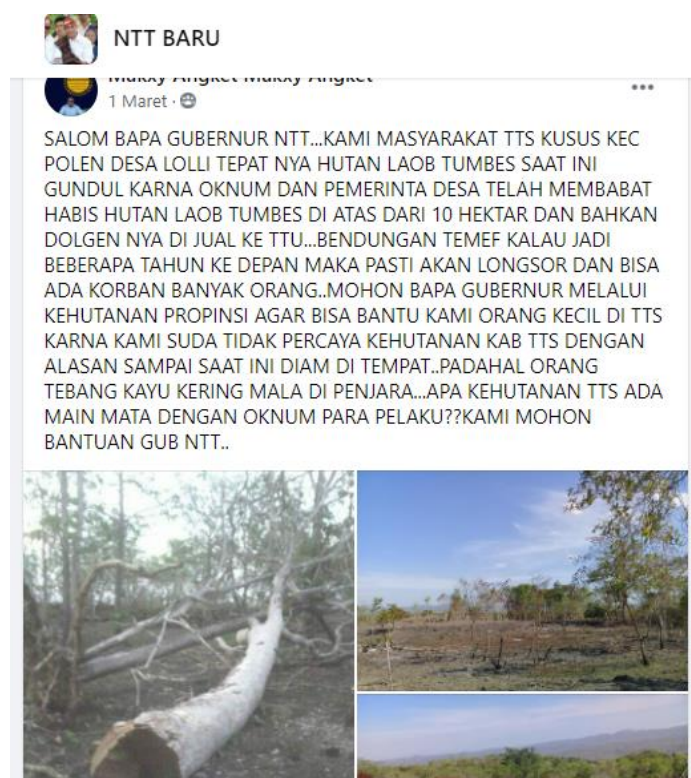 NTT BARU
1 Maret ·
SALOM BAPA GUBERNUR NTT...KAMI MASYARAKAT TTS KUSUS KEC
POLEN DESA LOLLI TEPAT NYA HUTAN LAOB TUMBES SAAT INI
GUNDUL KARNA OKNUM DAN PEMERINTA DESA TELAH MEMBABAT
HABIS HUTAN LAOB TUMBES DI ATAS DARI 10 HEKTAR DAN BAHKAN
DOLGEN NYA DI JUAL KE TTU...BENDUNGAN TEMEF KALAU JADI
BEBERAPA TAHUN KE DEPAN MAKA PASTI AKAN LONGSOR DAN BISA
ADA KORBAN BANYAK ORANG..MOHON BAPA GUBERNUR MELALUI
KEHUTANAN PROPINSI AGAR BISA BANTU KAMI ORANG KECIL DI TTS
KARNA KAMI SUDA TIDAK PERCAYA KEHUTANAN KAB TTS DENGAN
ALASAN SAMPAI SAAT INI DIAM DI TEMPAT..PADAHAL ORANG
TEBANG KAYU KERING MALA DI PENJARA...APA KEHUTANAN TTS ADA
MAIN MATA DENGAN OKNUM PARA PELAKU??KAMI MOHON
BANTUAN GUB NTT..